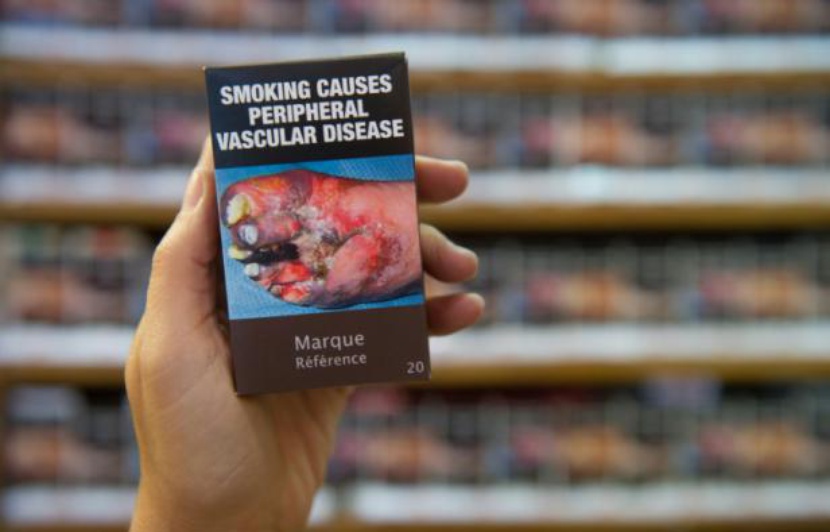 SMOKING CAUSES
PERIPHERAL
VASCULAR DISEASE
Marque
Référence
20